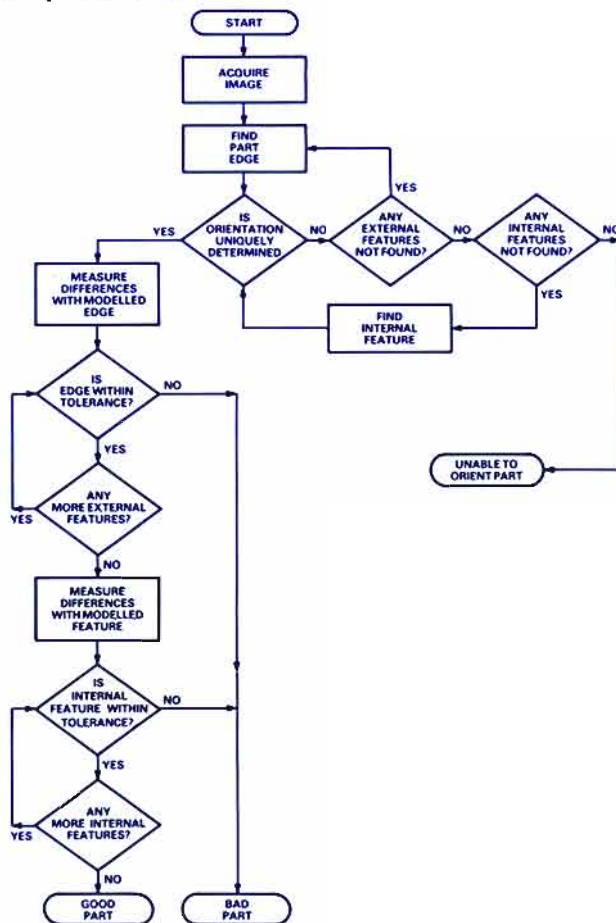 START
ACQUIRE
IMAGE
FIND
PART
EDGE
IS
ORIENTATION
UNIQUELY
DETERMINED
YES
NO
ANY
EXTERNAL
FEATURES
NOT FOUND?
YES
NO
ANY
INTERNAL
FEATURES
NOT FOUND?
NO
YES
FIND
INTERNAL
FEATURE
UNABLE TO
ORIENT PART
MEASURE
DIFFERENCES
WITH MODELLED
EDGE
IS
EDGE WITHIN
TOLERANCE?
NO
YES
ANY
MORE EXTERNAL
FEATURES?
YES
NO
MEASURE
DIFFERENCES
WITH MODELLED
FEATURE
IS
INTERNAL
FEATURE WITHIN
TOLERANCE?
NO
YES
ANY
MORE INTERNAL
FEATURES?
YES
NO
GOOD
PART
BAD
PART